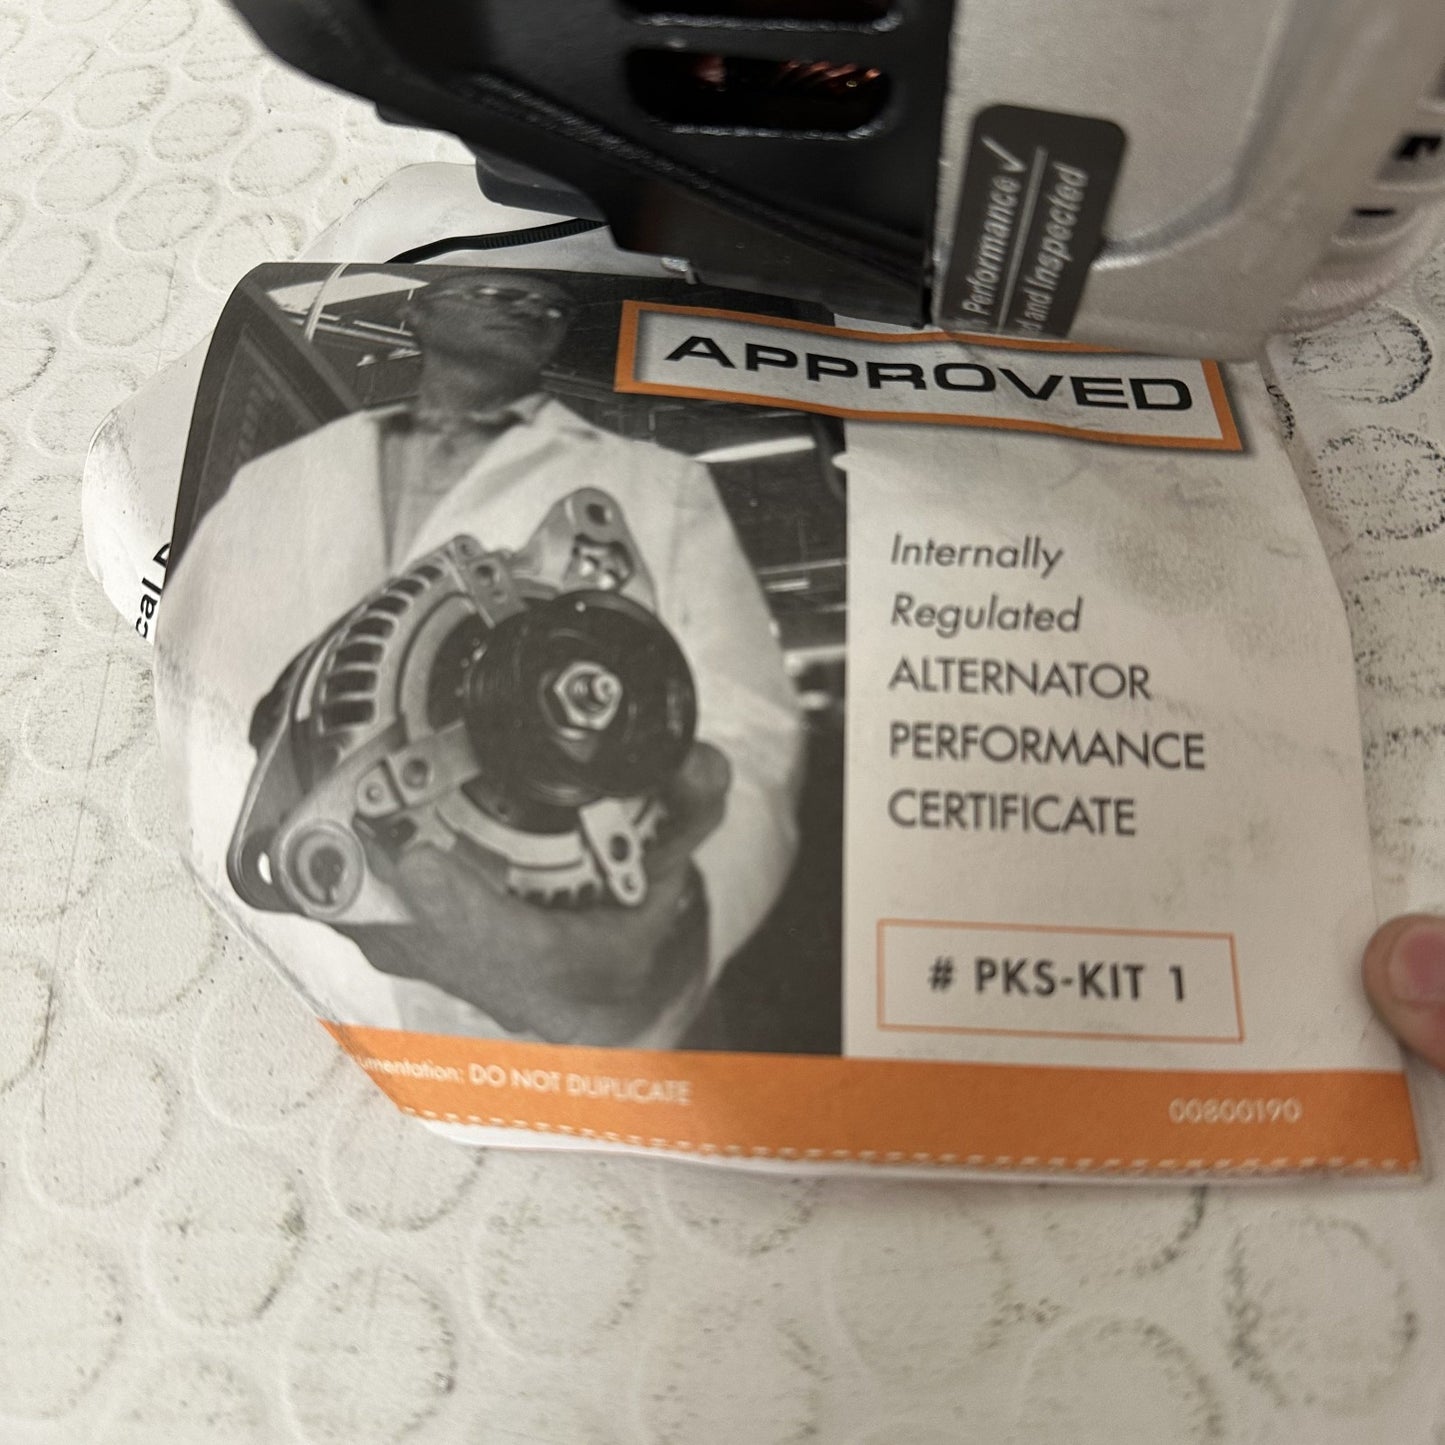 Performance ✓
and Inspected
APPROVED
Internally
Regulated
ALTERNATOR
PERFORMANCE
CERTIFICATE
# PKS-KIT 1
DO NOT DUPLICATE
00800190